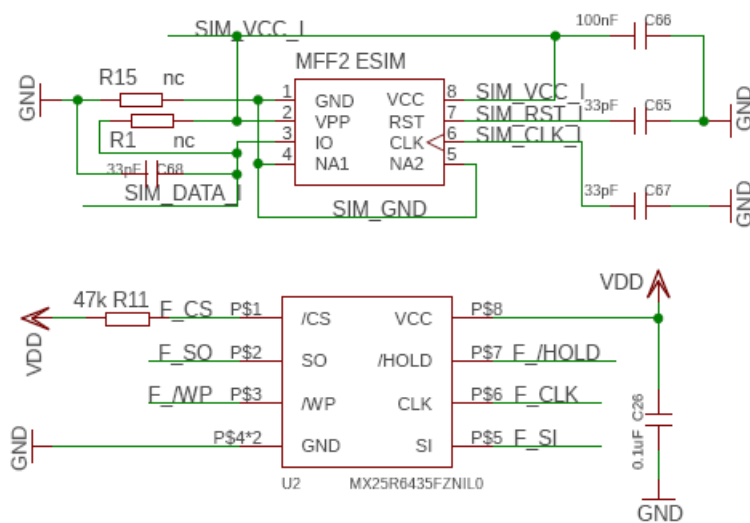 SIM_VCC_I
100nF C66
MFF2 ESIM
R15 nc
GND
1 GND VCC 8 SIM_VCC_I
2 VPP RST 7 SIM_RST_I 33pF C65
R1 nc
3 IO CLK 6 SIM_CLK_I
4 NA1 NA2 5
GND
33pF C68
SIM_DATA_I
SIM_GND
33pF C67
GND
VDD
47k R11 F_CS P$1 /CS VCC P$8
VDD
F_SO P$2 SO /HOLD P$7 F_/HOLD
F_/WP P$3 /WP CLK P$6 F_CLK
GND
P$4*2 GND SI P$5 F_SI
0.1uF C26
U2 MX25R6435FZNIL0
GND